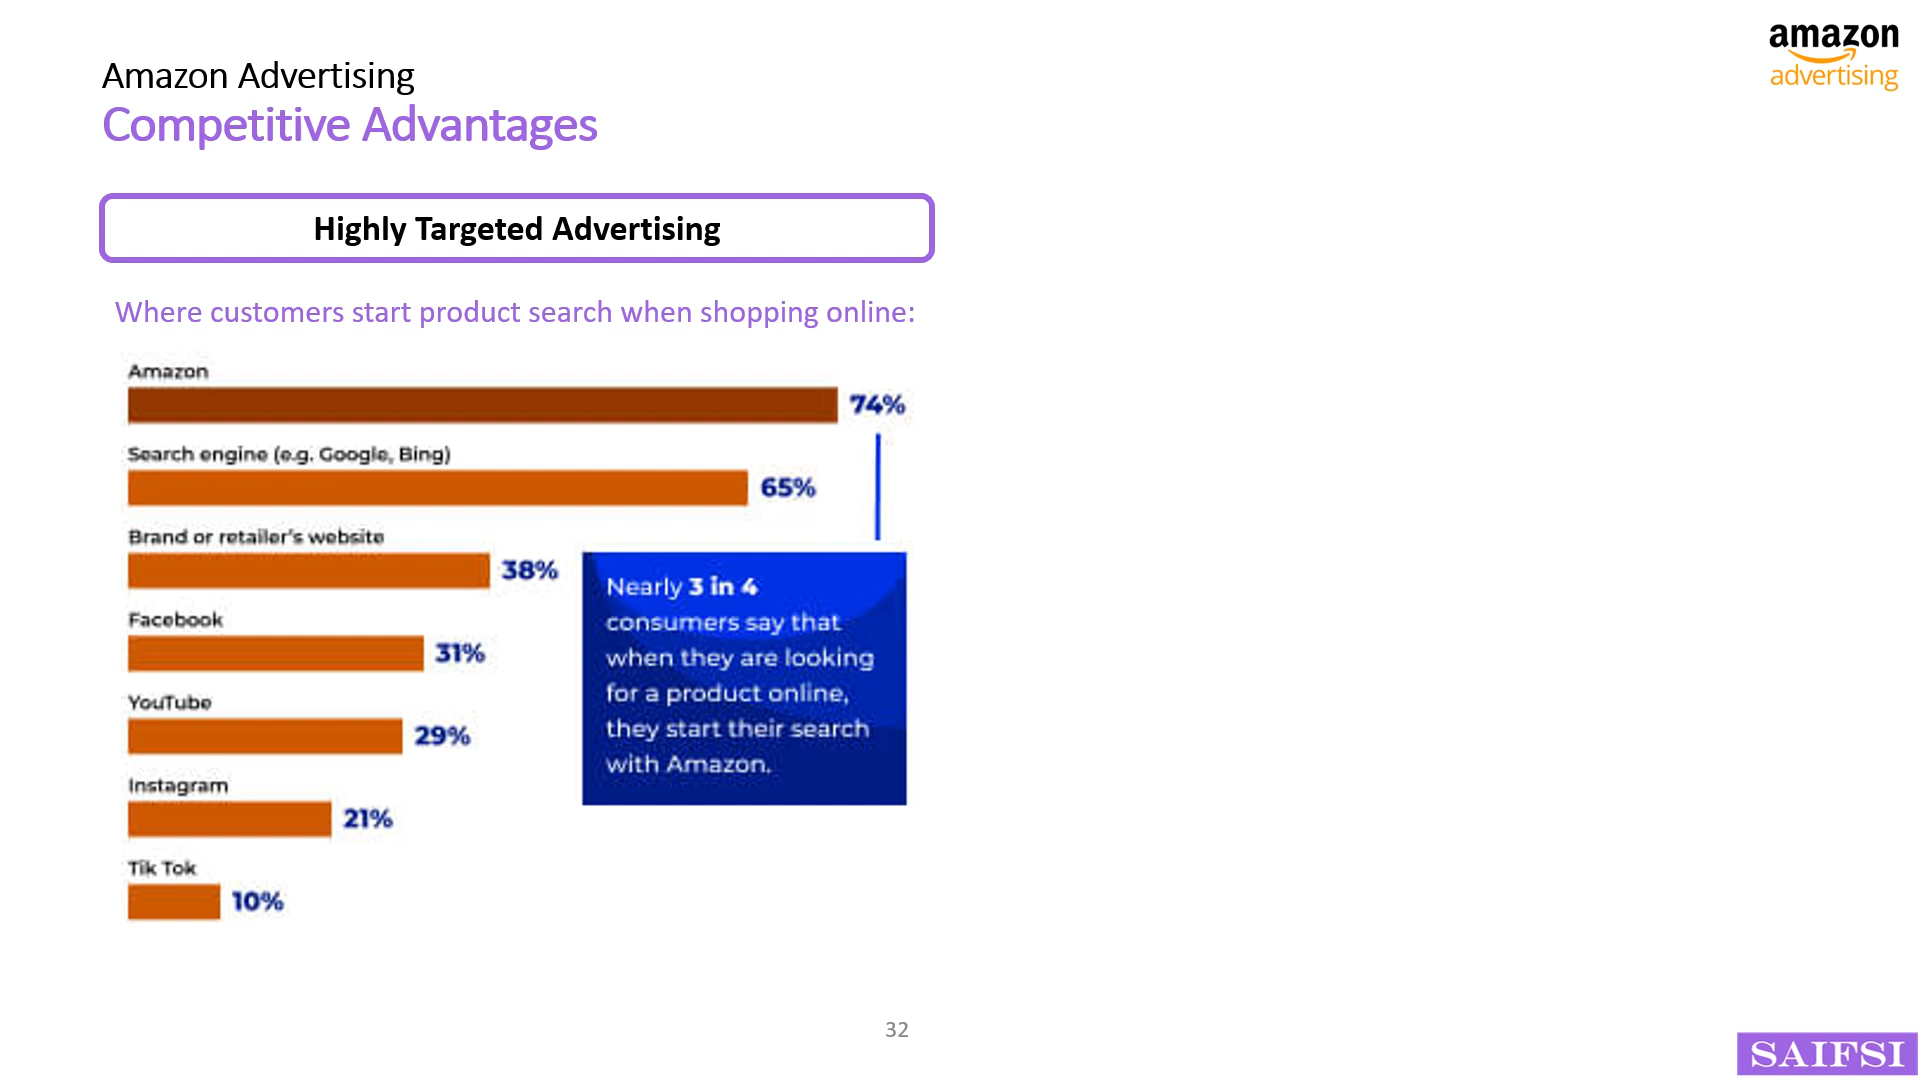 amazon
advertising
Amazon Advertising
Competitive Advantages
Highly Targeted Advertising
Where customers start product search when shopping online:
Amazon
74%
Search engine (e.g. Google, Bing)
65%
Brand or retailer's website
38%
Facebook
31%
YouTube
29%
Instagram
21%
Tik Tok
10%
Nearly 3 in 4
consumers say that
when they are looking
for a product online,
they start their search
with Amazon.
32
SAIFSI